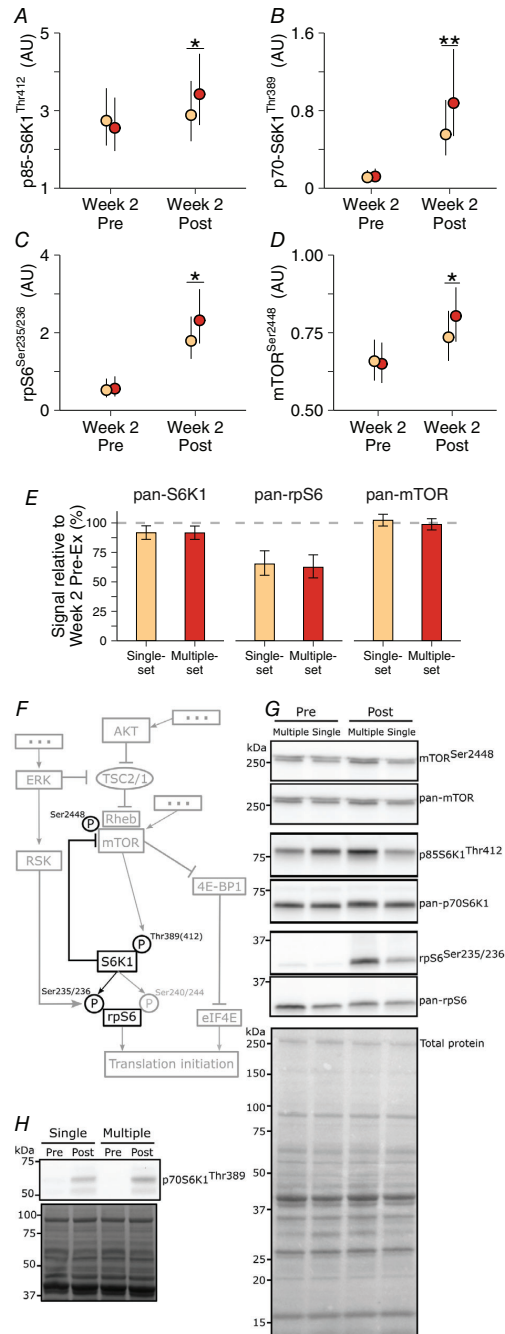 A
B
p85-S6K1Thr412 (AU)
5
3
1
*
Week 2 Pre
Week 2 Post
p70-S6K1Thr389 (AU)
1.6
0.8
0
**
Week 2 Pre
Week 2 Post
C
D
rpS6Ser235/236 (AU)
4
2
0
*
Week 2 Pre
Week 2 Post
mTORSer2448 (AU)
1.00
0.75
0.50
*
Week 2 Pre
Week 2 Post
E
pan-S6K1 pan-rpS6 pan-mTOR
Signal relative to
Week 2 Pre-Ex (%)
100
75
50
25
0
Single-set Multiple-set Single-set Multiple-set Single-set Multiple-set
F
AKT
ERK
TSC2/1
Rheb
Ser2448
P
mTOR
RSK
4E-BP1
Thr389(412)
P
S6K1
Ser235/236
Ser240/244
P
P
rpS6
eIF4E
Translation initiation
G
Pre Post
Multiple Single Multiple Single
kDa
250
mTORSer2448
250
pan-mTOR
75
p85S6K1Thr412
75
pan-p70S6K1
37
rpS6Ser235/236
37
pan-rpS6
kDa
Total protein
250
150
100
75
50
37
25
20
15
H
Single Multiple
kDa
Pre Post Pre Post
75
50
p70S6K1Thr389
100
75
50
37